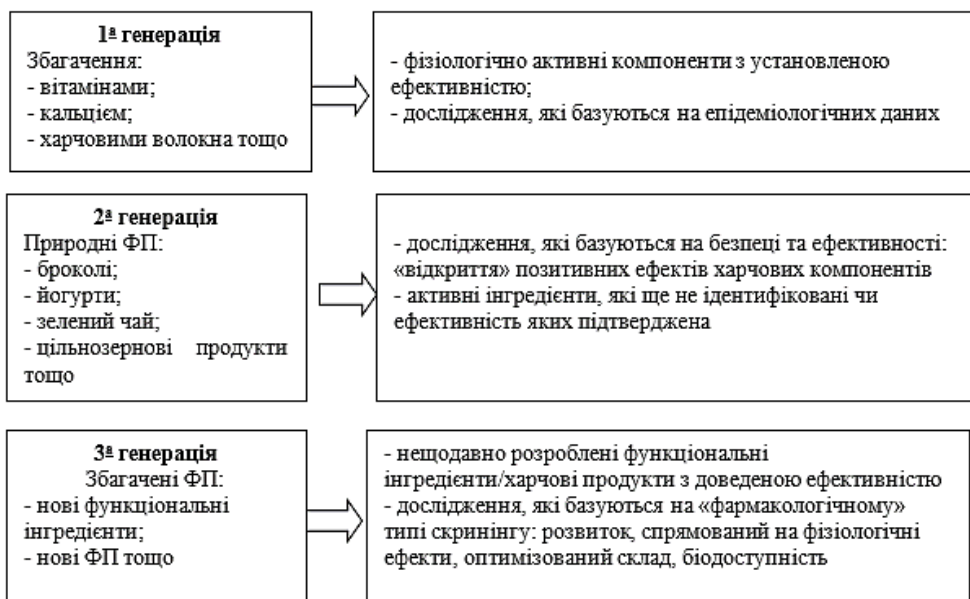 1ª генерація
Збагачення:
- вітамінами;
- кальцієм;
- харчовими волокна тощо
- фізіологічно активні компоненти з установленою
ефективністю;
- дослідження, які базуються на епідеміологічних даних
2ª генерація
Природні ФП:
- броколі;
- йогурти;
- зелений чай;
- цільнозернові продукти
тощо
- дослідження, які базуються на безпеці та ефективності:
«відкриття» позитивних ефектів харчових компонентів
- активні інгредієнти, які ще не ідентифіковані чи
ефективність яких підтверджена
3ª генерація
Збагачені ФП:
- нові функціональні
інгредієнти;
- нові ФП тощо
- нещодавно розроблені функціональні
інгредієнти/харчові продукти з доведеною ефективністю
- дослідження, які базуються на «фармакологічному»
типі скринінгу: розвиток, спрямований на фізіологічні
ефекти, оптимізований склад, біодоступність